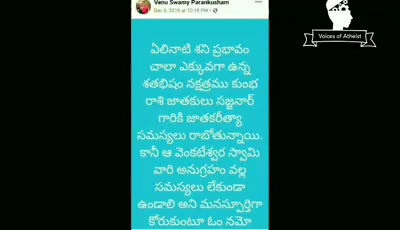 Venu Swamy Parankusham
Dec 6, 2019 at 10:19 PM
Voices of Atheist
ఏలినాటి శని ప్రభావం
చాలా ఎక్కువగా ఉన్న
శతభిషం నక్షత్రము కుంభ
రాశి జాతకులు సజ్జనార్
గారికి జాతకరీత్యా
సమస్యలు రాబోతున్నాయి.
కానీ ఆ వెంకటేశ్వర స్వామి
వారి అనుగ్రహం వల్ల
సమస్యలు లేకుండా
ఉండాలి అని మనస్పూర్తిగా
కోరుకుంటూ ఓం నమో